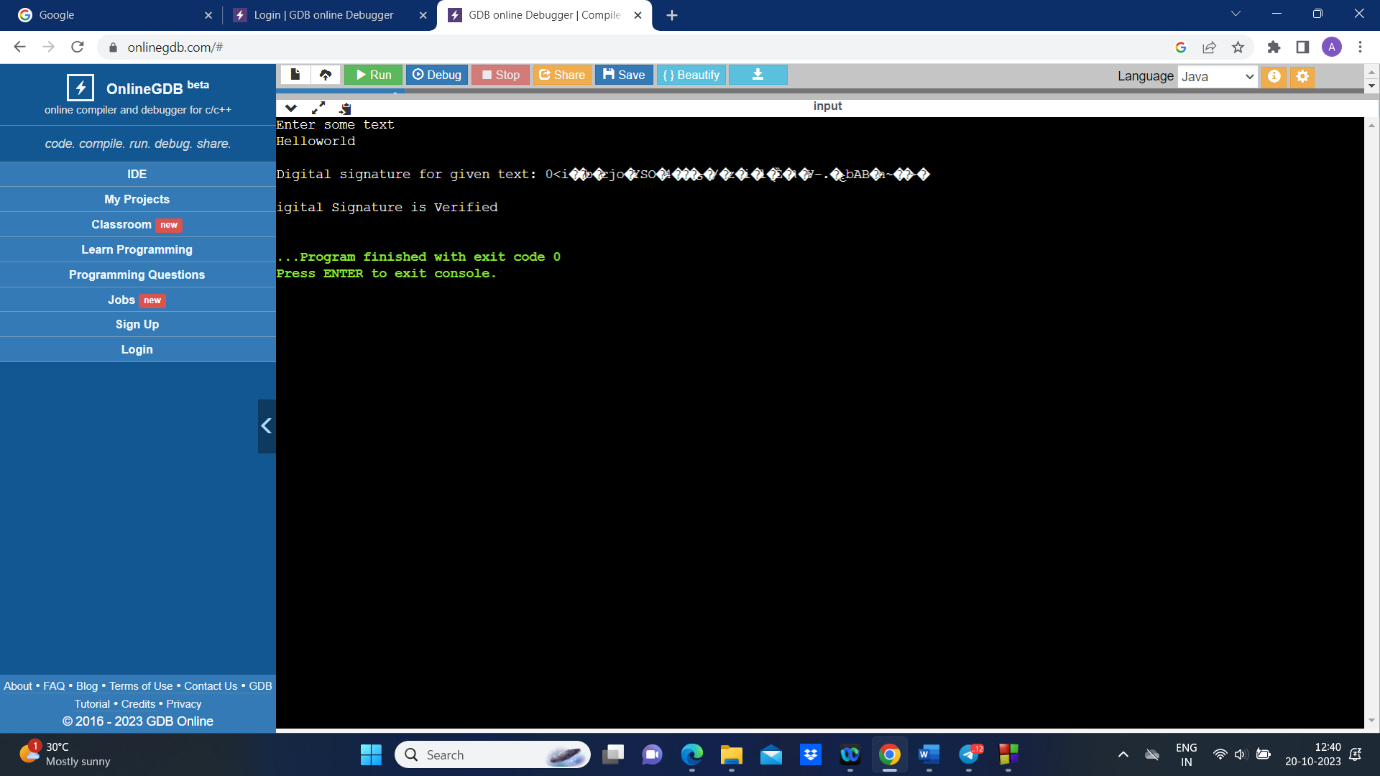 Google
Login | GDB online Debugger
GDB online Debugger | Compile
onlinegdb.com/#
A
OnlineGDB beta
online compiler and debugger for c/c++
code. compile. run. debug. share.
IDE
My Projects
Classroom new
Learn Programming
Programming Questions
Jobs new
Sign Up
Login
About • FAQ • Blog • Terms of Use • Contact Us • GDB
Tutorial • Credits • Privacy
© 2016 - 2023 GDB Online
Run Debug Stop Share Save { } Beautify
Language Java
input
Enter some text
Helloworld
Digital signature for given text: 0<i
igital Signature is Verified
...Program finished with exit code 0
Press ENTER to exit console.
1
30°C
Mostly sunny
Search
12
ENG
IN
12:40
20-10-2023